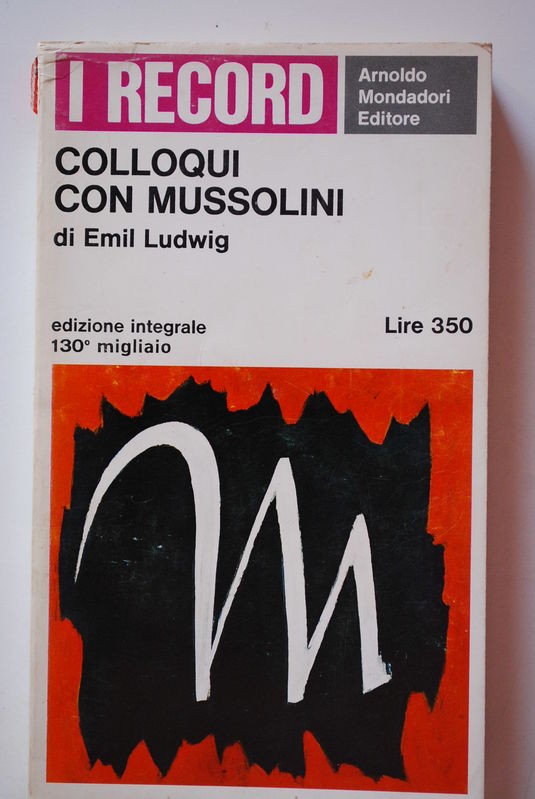 I RECORD
Arnoldo
Mondadori
Editore
COLLOQUI
CON MUSSOLINI
di Emil Ludwig
edizione integrale
130° migliaio
Lire 350
M